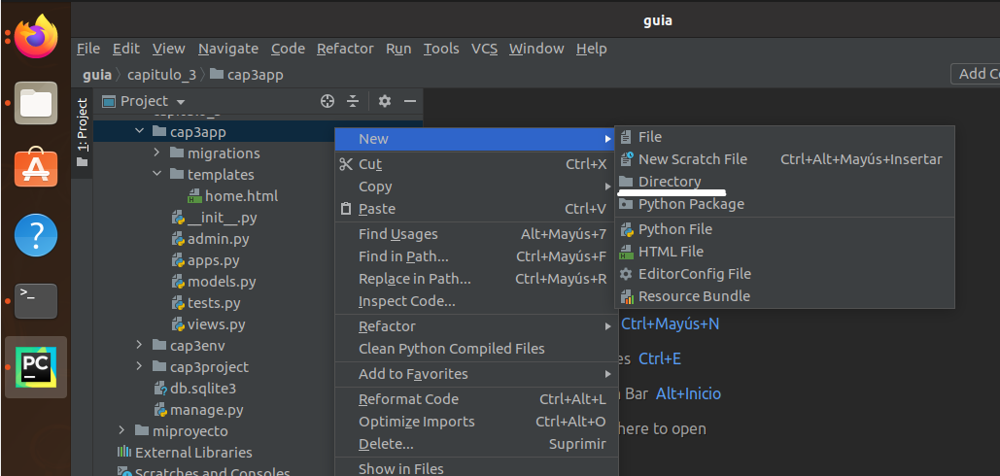 guia
File Edit View Navigate Code Refactor Run Tools VCS Window Help
guia capitulo_3 cap3app
Add Co
1: Project
Project
capitulo_3
cap3app
migrations
templates
home.html
__init__.py
admin.py
apps.py
models.py
tests.py
views.py
cap3env
cap3project
db.sqlite3
manage.py
miproyecto
External Libraries
Scratches and Consoles
New
Cut Ctrl+X
Copy
Paste Ctrl+V
Find Usages Alt+Mayús+7
Find in Path... Ctrl+Mayús+F
Replace in Path... Ctrl+Mayús+R
Inspect Code...
Refactor
Clean Python Compiled Files
Add to Favorites
Reformat Code Ctrl+Alt+L
Optimize Imports Ctrl+Alt+O
Delete... Suprimir
Show in Files
File
New Scratch File Ctrl+Alt+Mayús+Insertar
Directory
Python Package
Python File
HTML File
EditorConfig File
Resource Bundle
Ctrl+Mayús+N
es Ctrl+E
Bar Alt+Inicio
here to open
>_
?
PC